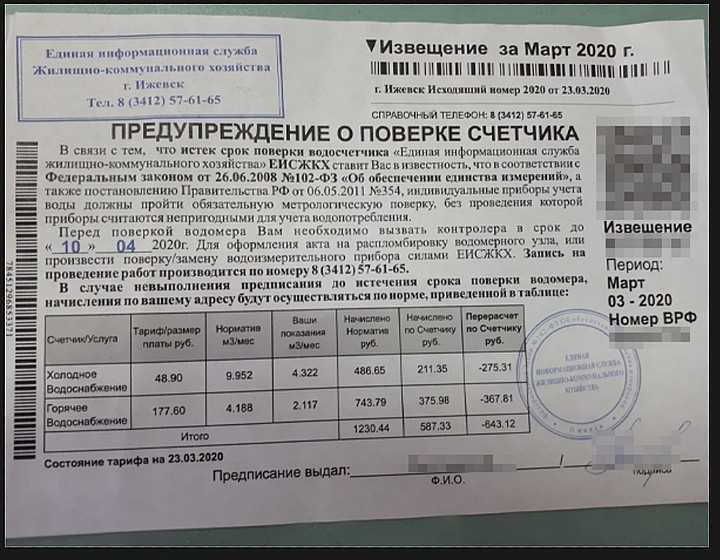 Единая информационная служба
Жилищно-коммунального хозяйства
г. Ижевск
Тел. 8 (3412) 57-61-65
▼Извещение за Март 2020 г.
г. Ижевск Исходящий номер 2020 от 23.03.2020
СПРАВОЧНЫЙ ТЕЛЕФОН: 8 (3412) 57-61-65
ПРЕДУПРЕЖДЕНИЕ О ПОВЕРКЕ СЧЕТЧИКА
В связи с тем, что истек срок поверки водосчетчика «Единая информационная служба
жилищно-коммунального хозяйства» ЕИСЖКХ ставит Вас в известность, что в соответствии с
Федеральным законом от 26.06.2008 №102-ФЗ «Об обеспечении единства измерений», а
также постановлению Правительства РФ от 06.05.2011 №354, индивидуальные приборы учета
воды должны пройти обязательную метрологическую поверку, без проведения которой
приборы считаются непригодными для учета водопотребления.
Перед поверкой водомера Вам необходимо вызвать контролера в срок до
« 10 » 04 2020г. Для оформления акта на распломбировку водомерного узла, или
произвести поверку/замену водоизмерительного прибора силами ЕИСЖКХ. Запись на
проведение работ производится по номеру 8 (3412) 57-61-65.
В случае невыполнения предписания до истечения срока поверки водомера,
начисления по вашему адресу будут осуществляться по норме, приведенной в таблице:
78451296853371
Извещение
Период:
Март
03 - 2020
Номер ВРФ
Счетчик/Услуга Тариф/размер платы руб. Норматив м3/мес Ваши показания м3/мес Начислено Норматив руб. Начислено по Счетчику руб. Перерасчет по Счетчику руб.
Холодное Водоснабжение 48.90 9.952 4.322 486.65 211.35 -275.31
Горячее Водоснабжение 177.60 4.188 2.117 743.79 375.98 -367.81
Итого 1230.44 587.33 -643.12
ЕДИНАЯ
ИНФОРМАЦИОННАЯ СЛУЖБА
ЖИЛИЩНО-КОММУНАЛЬНОГО
ХОЗЯЙСТВА
Состояние тарифа на 23.03.2020
Предписание выдал: /
Ф.И.О.
подпись